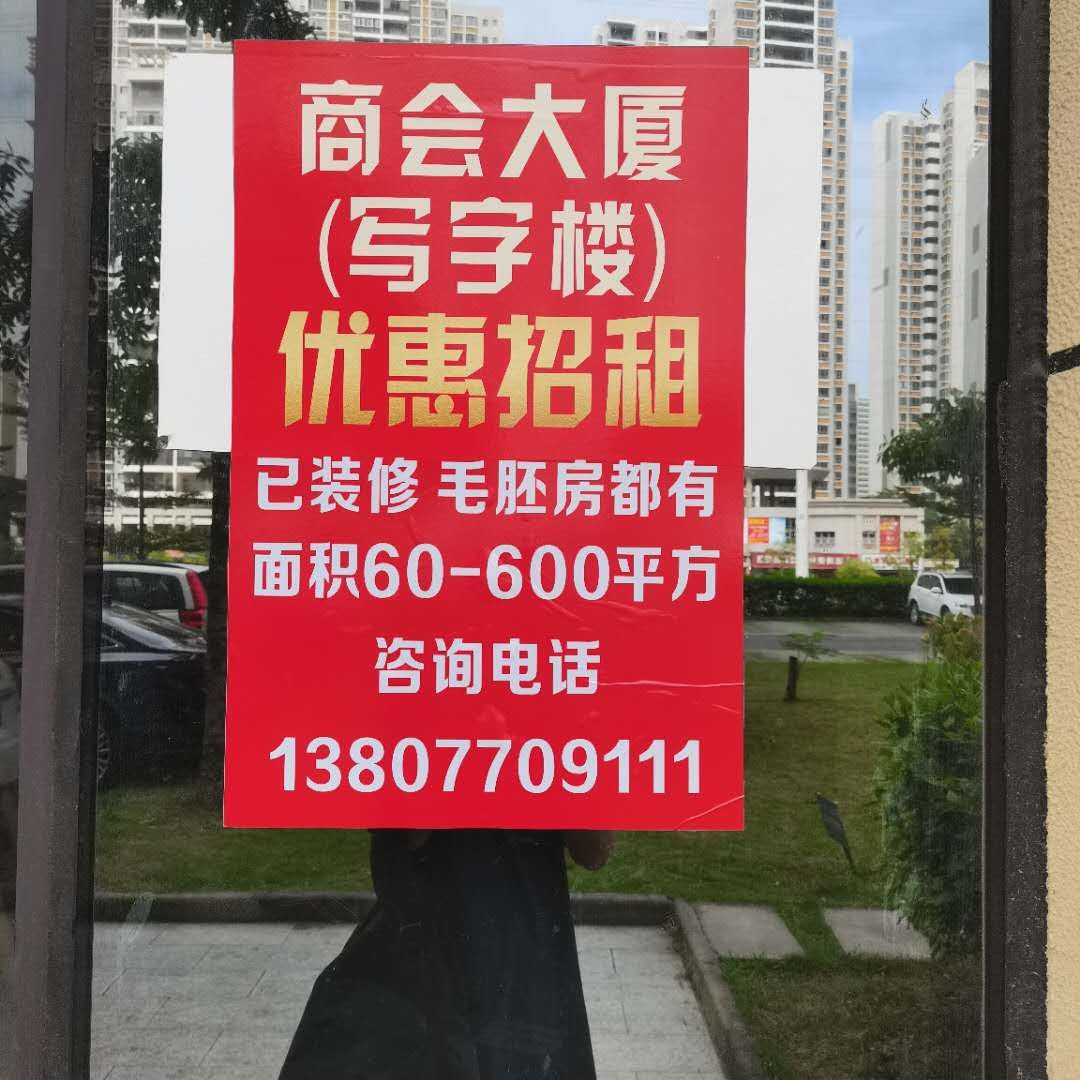 商会大厦
(写字楼)
优惠招租
已装修 毛胚房都有
面积60-600平方
咨询电话
13807709111